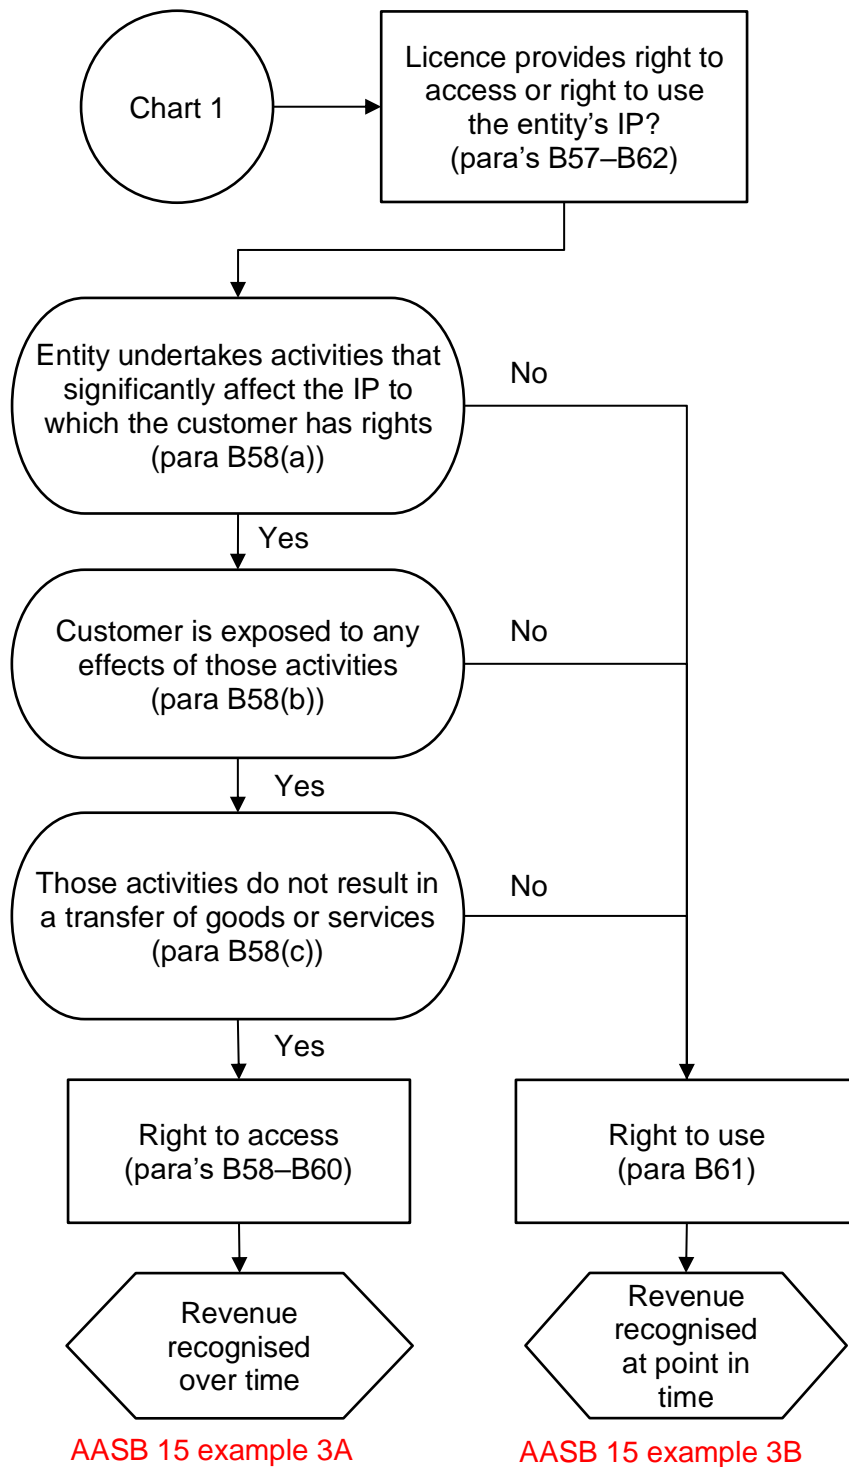 Chart 1
Licence provides right to
access or right to use
the entity's IP?
(para's B57–B62)
Entity undertakes activities that
significantly affect the IP to
which the customer has rights
(para B58(a))
No
Yes
Customer is exposed to any
effects of those activities
(para B58(b))
No
Yes
Those activities do not result in
a transfer of goods or services
(para B58(c))
No
Yes
Right to access
(para's B58–B60)
Right to use
(para B61)
Revenue
recognised
over time
Revenue
recognised
at point in
time
AASB 15 example 3A
AASB 15 example 3B